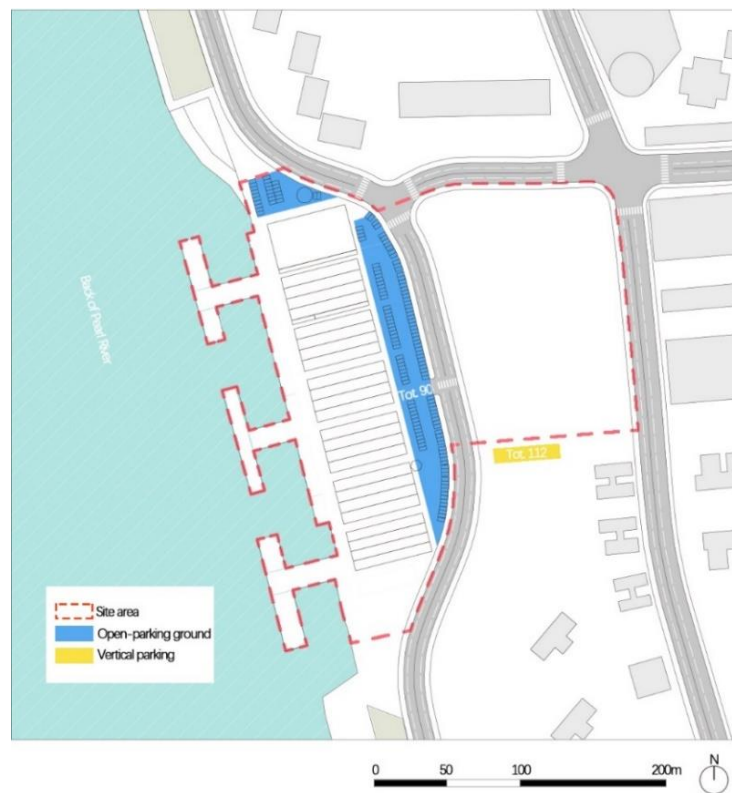 Back of Pearl River
Tot. 90
Tot. 112
Site area
Open-parking ground
Vertical parking
0 50 100 200m
N